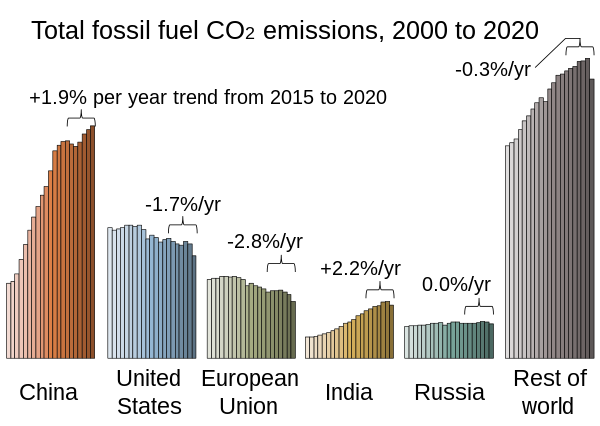 Total fossil fuel CO₂ emissions, 2000 to 2020
-0.3%/yr
+1.9% per year trend from 2015 to 2020
-1.7%/yr
-2.8%/yr
+2.2%/yr
0.0%/yr
China
United
States
European
Union
India
Russia
Rest of
world